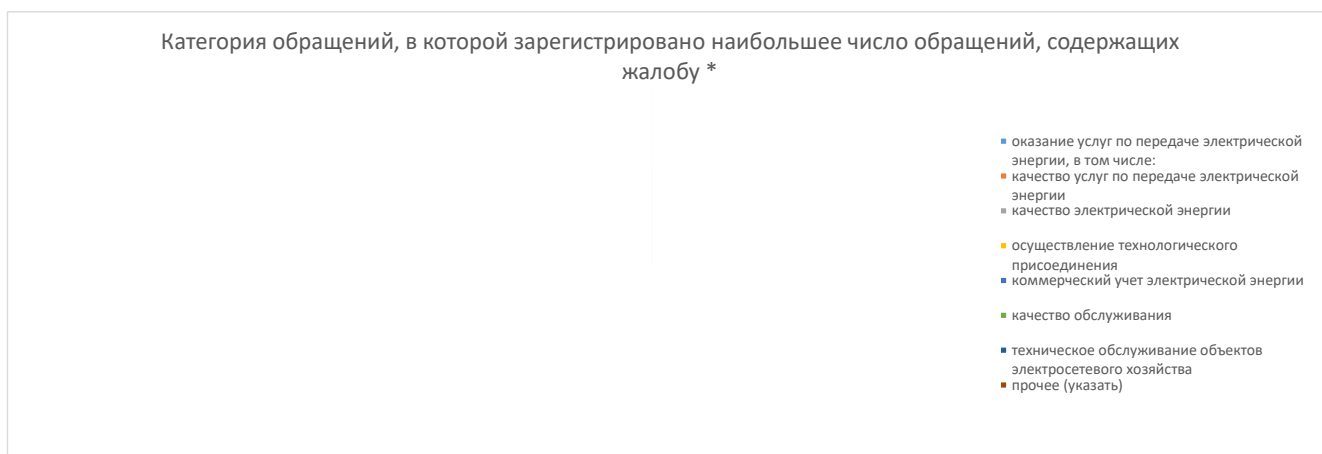 Категория обращений, в которой зарегистрировано наибольшее число обращений, содержащих
жалобу *
оказание услуг по передаче электрической
энергии, в том числе:
качество услуг по передаче электрической
энергии
качество электрической энергии
осуществление технологического
присоединения
коммерческий учет электрической энергии
качество обслуживания
техническое обслуживание объектов
электросетевого хозяйства
прочее (указать)